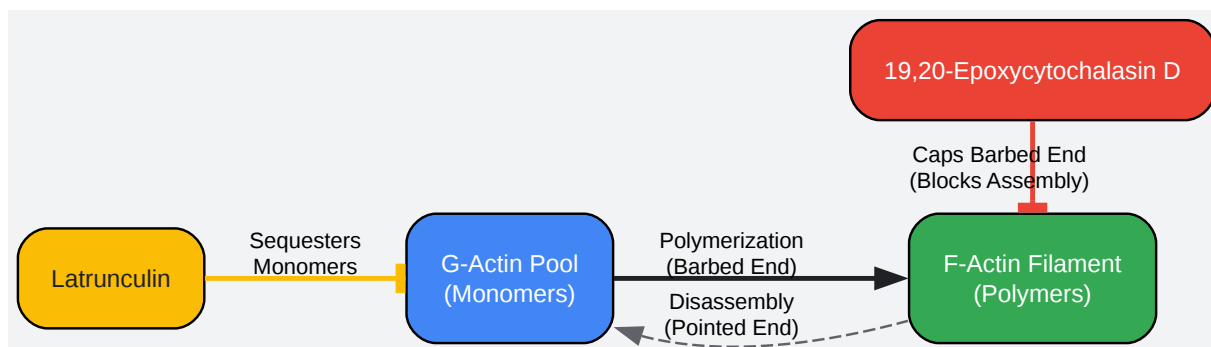 19,20-Epoxycytochalasin D
Caps Barbed End
(Blocks Assembly)
Latrunculin
Sequesters
Monomers
G-Actin Pool
(Monomers)
Polymerization
(Barbed End)
Disassembly
(Pointed End)
F-Actin Filament
(Polymers)